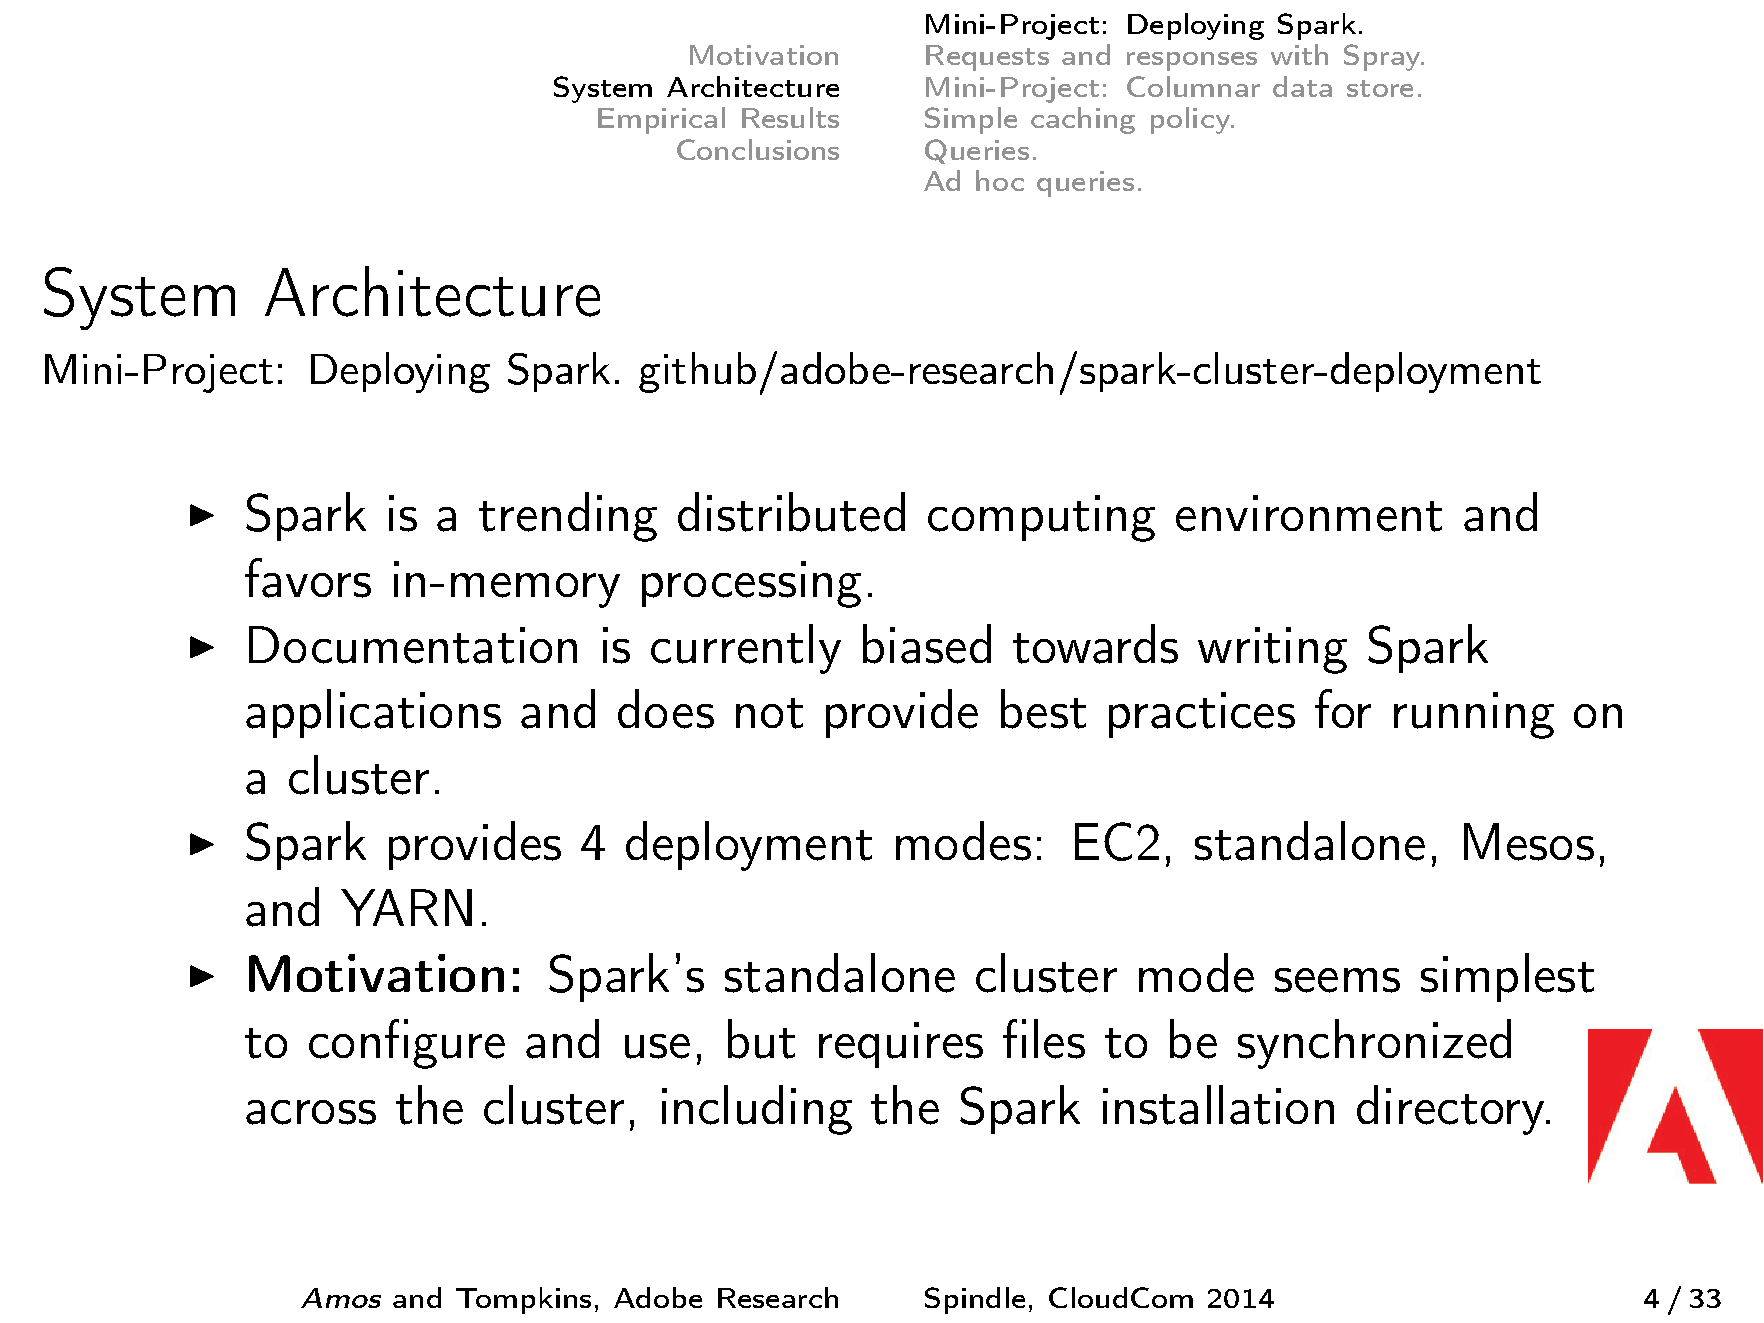 Motivation
System Architecture
Empirical Results
Conclusions
Mini-Project: Deploying Spark.
Requests and responses with Spray.
Mini-Project: Columnar data store.
Simple caching policy.
Queries.
Ad hoc queries.
System Architecture
Mini-Project: Deploying Spark. github/adobe-research/spark-cluster-deployment
▶ Spark is a trending distributed computing environment and
favors in-memory processing.
▶ Documentation is currently biased towards writing Spark
applications and does not provide best practices for running on
a cluster.
▶ Spark provides 4 deployment modes: EC2, standalone, Mesos,
and YARN.
▶ Motivation: Spark's standalone cluster mode seems simplest
to configure and use, but requires files to be synchronized
across the cluster, including the Spark installation directory.
Amos and Tompkins, Adobe Research
Spindle, CloudCom 2014
4 / 33